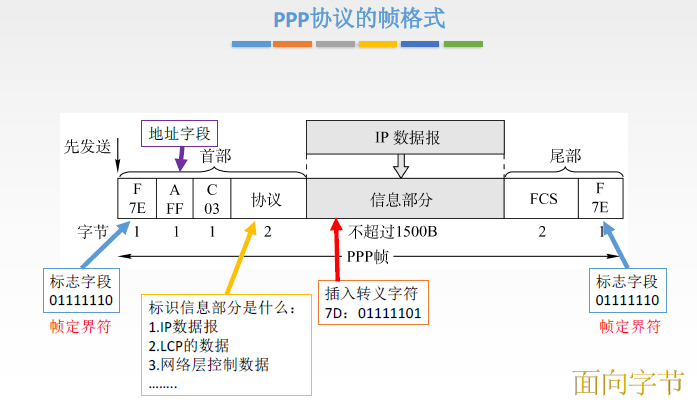 PPP协议的帧格式
地址字段
IP 数据报
先发送
首部
尾部
F
7E
A
FF
C
03
协议
信息部分
FCS
F
7E
字节
1
1
1
2
不超过1500B
2
1
PPP帧
标志字段
01111110
帧定界符
标识信息部分是什么：
1.IP数据报
2.LCP的数据
3.网络层控制数据
........
插入转义字符
7D：01111101
标志字段
01111110
帧定界符
面向字节